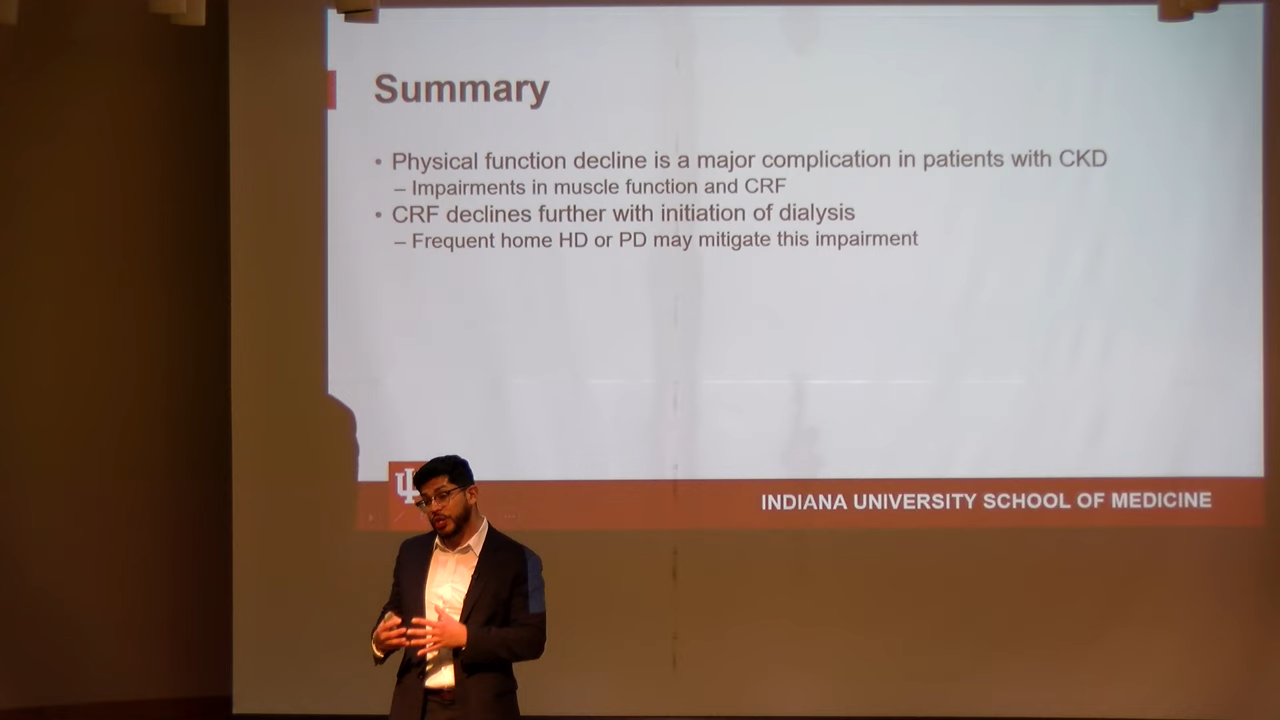 Summary
• Physical function decline is a major complication in patients with CKD
– Impairments in muscle function and CRF
• CRF declines further with initiation of dialysis
– Frequent home HD or PD may mitigate this impairment
INDIANA UNIVERSITY SCHOOL OF MEDICINE